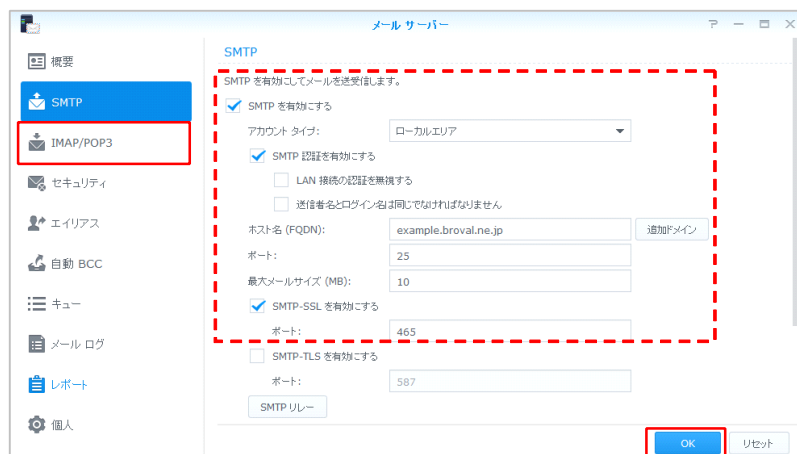 メール サーバー
概要
SMTP
IMAP/POP3
セキュリティ
エイリアス
自動 BCC
キュー
メール ログ
レポート
個人
SMTP
SMTP を有効にしてメールを送受信します。
SMTP を有効にする
アカウント タイプ: ローカルエリア
SMTP 認証を有効にする
LAN 接続の認証を無視する
送信者名とログイン名は同じでなければなりません
ホスト名 (FQDN): example.broval.ne.jp 追加ドメイン
ポート: 25
最大メールサイズ (MB): 10
SMTP-SSL を有効にする
ポート: 465
SMTP-TLS を有効にする
ポート: 587
SMTP リレー
OK リセット